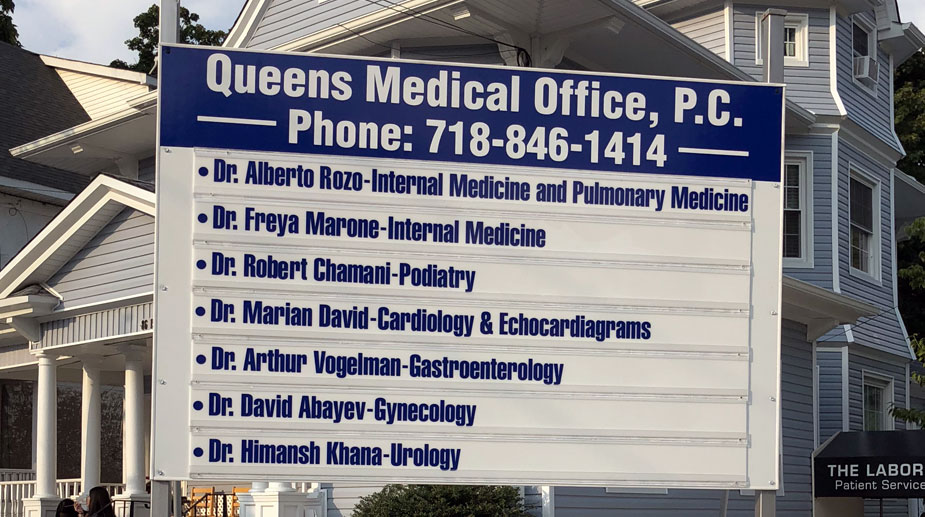 Queens Medical Office, P.C.
Phone: 718-846-1414
• Dr. Alberto Rozo-Internal Medicine and Pulmonary Medicine
• Dr. Freya Marone-Internal Medicine
• Dr. Robert Chamani-Podiatry
• Dr. Marian David-Cardiology & Echocardiagrams
• Dr. Arthur Vogelman-Gastroenterology
• Dr. David Abayev-Gynecology
• Dr. Himansh Khana-Urology
THE LABOR
Patient Service